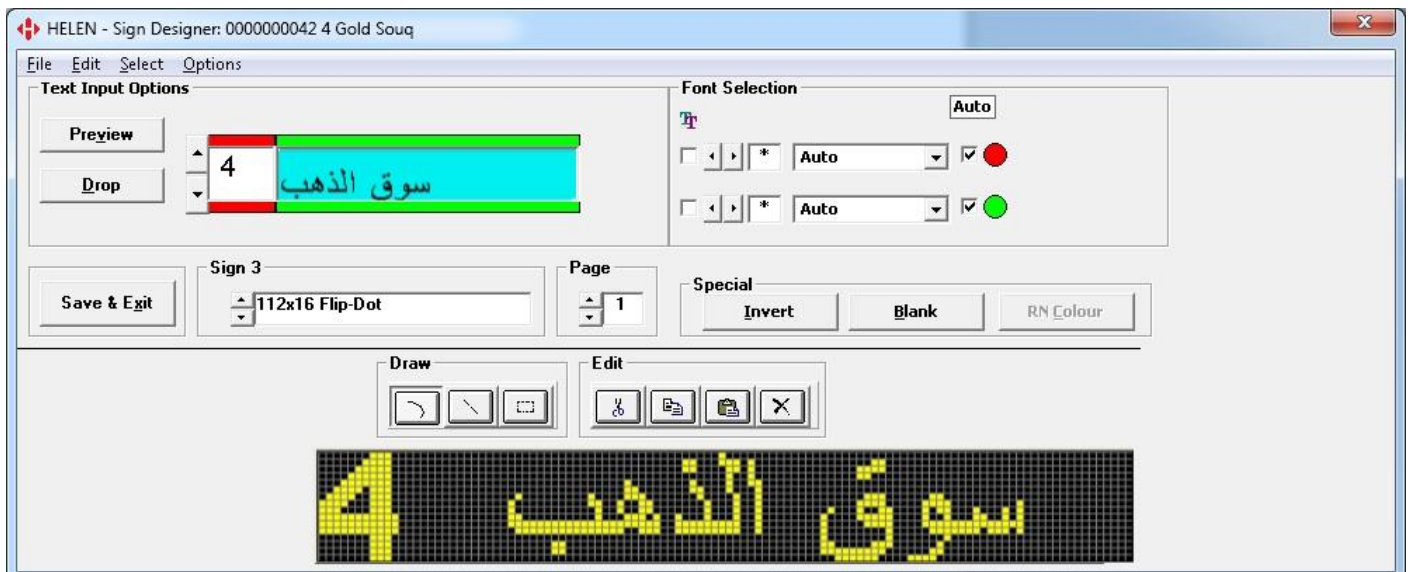 HELEN - Sign Designer: 0000000042 4 Gold Souq
File Edit Select Options
Text Input Options
Preview
Drop
4 سوق الذهب
Font Selection
Auto
* Auto
* Auto
Save & Exit
Sign 3
112x16 Flip-Dot
Page
1
Special
Invert Blank RN Colour
Draw Edit
4 سوق الذهب